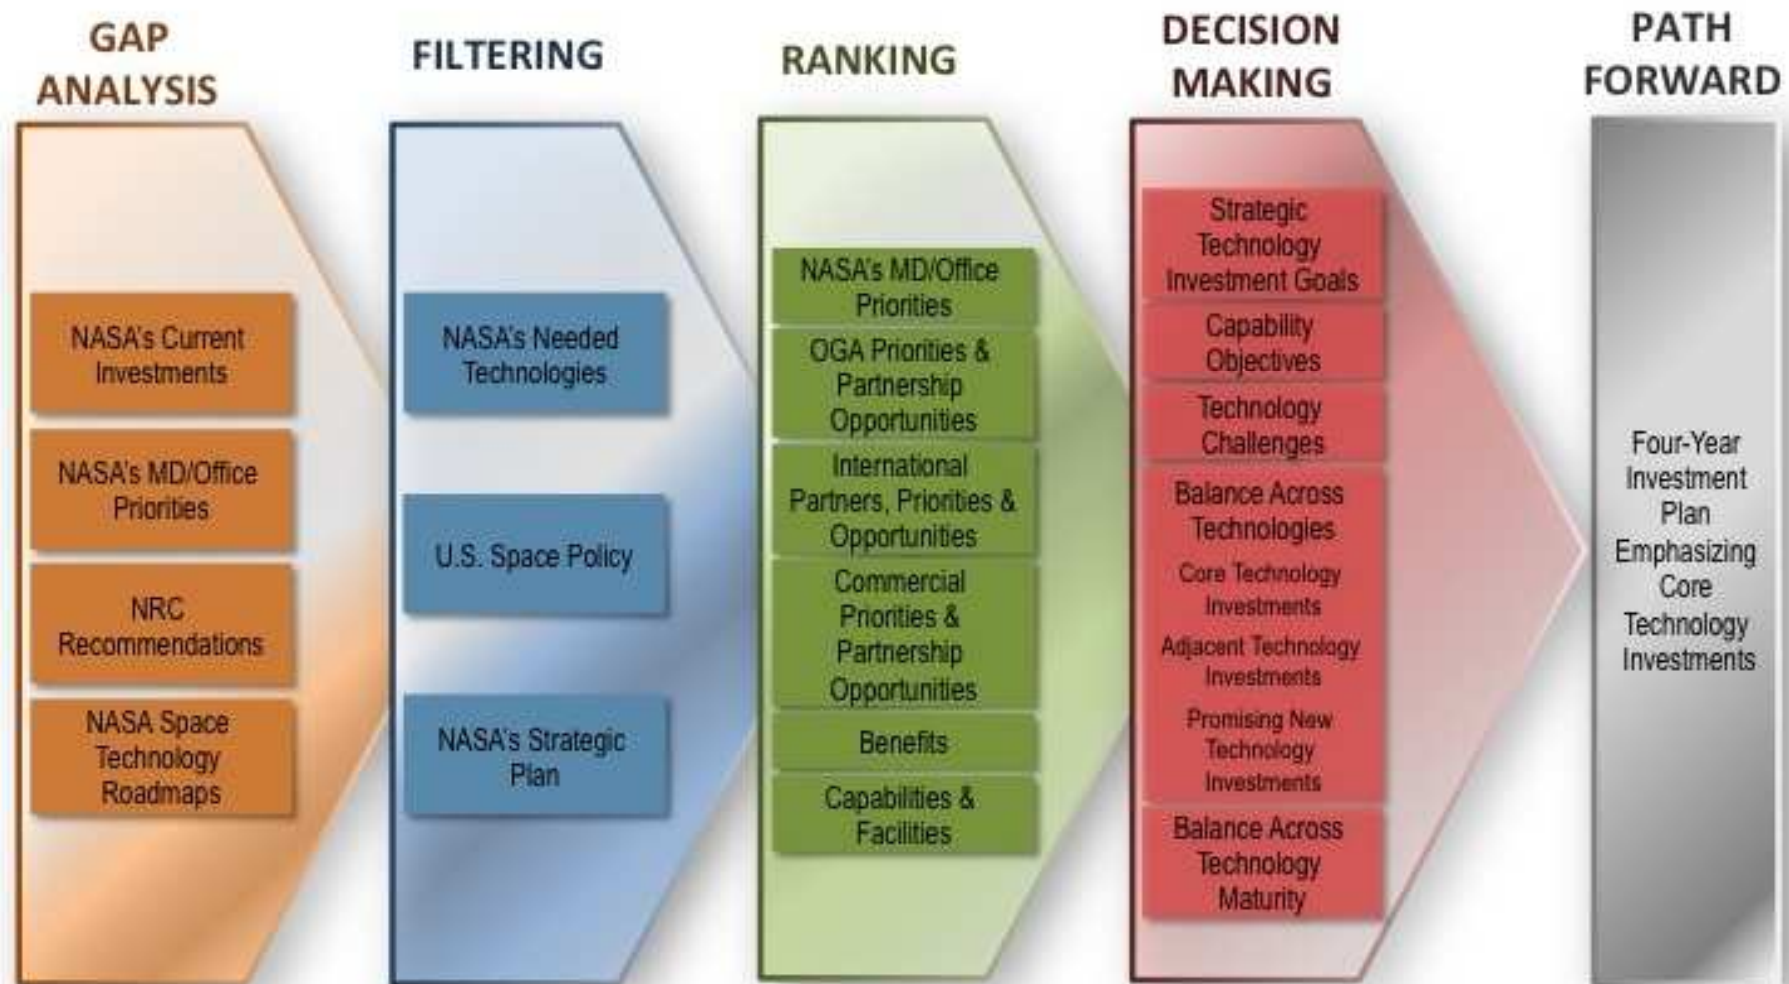 GAP
ANALYSIS
NASA's Current
Investments
NASA's MD/Office
Priorities
NRC
Recommendations
NASA Space
Technology
Roadmaps
FILTERING
NASA's Needed
Technologies
U.S. Space Policy
NASA's Strategic
Plan
RANKING
NASA's MD/Office
Priorities
OGA Priorities &
Partnership
Opportunities
International
Partners, Priorities &
Opportunities
Commercial
Priorities &
Partnership
Opportunities
Benefits
Capabilities &
Facilities
DECISION
MAKING
Strategic
Technology
Investment Goals
Capability
Objectives
Technology
Challenges
Balance Across
Technologies
Core Technology
Investments
Adjacent Technology
Investments
Promising New
Technology
Investments
Balance Across
Technology
Maturity
PATH
FORWARD
Four-Year
Investment
Plan
Emphasizing
Core
Technology
Investments